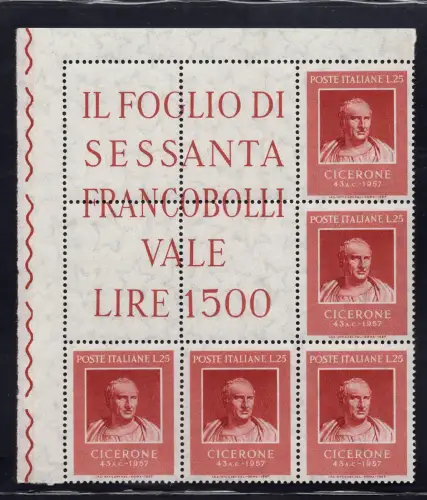 IL FOGLIO DI
SESSANTA
FRANCOBOLLI
VALE
LIRE 1500
POSTE ITALIANE L.25
CICERONE
43 a.C.-1957
POSTE ITALIANE L.25
CICERONE
43 a.C.-1957
POSTE ITALIANE L.25
CICERONE
43 a.C.-1957
POSTE ITALIANE L.25
CICERONE
43 a.C.-1957
POSTE ITALIANE L.25
CICERONE
43 a.C.-1957